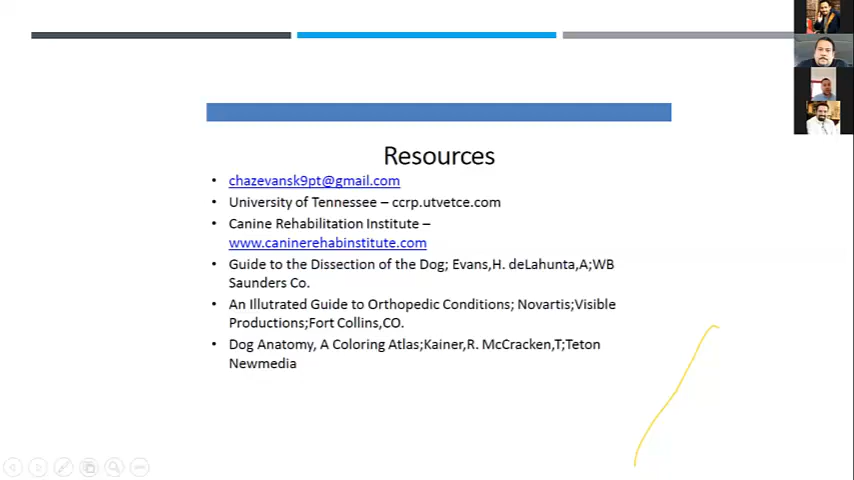 Resources
• chazevansk9pt@gmail.com
• University of Tennessee – ccrp.utvetce.com
• Canine Rehabilitation Institute –
www.caninerehabinstitute.com
• Guide to the Dissection of the Dog; Evans,H. deLahunta,A;WB
Saunders Co.
• An Illutrated Guide to Orthopedic Conditions; Novartis;Visible
Productions;Fort Collins,CO.
• Dog Anatomy, A Coloring Atlas;Kainer,R. McCracken,T;Teton
Newmedia